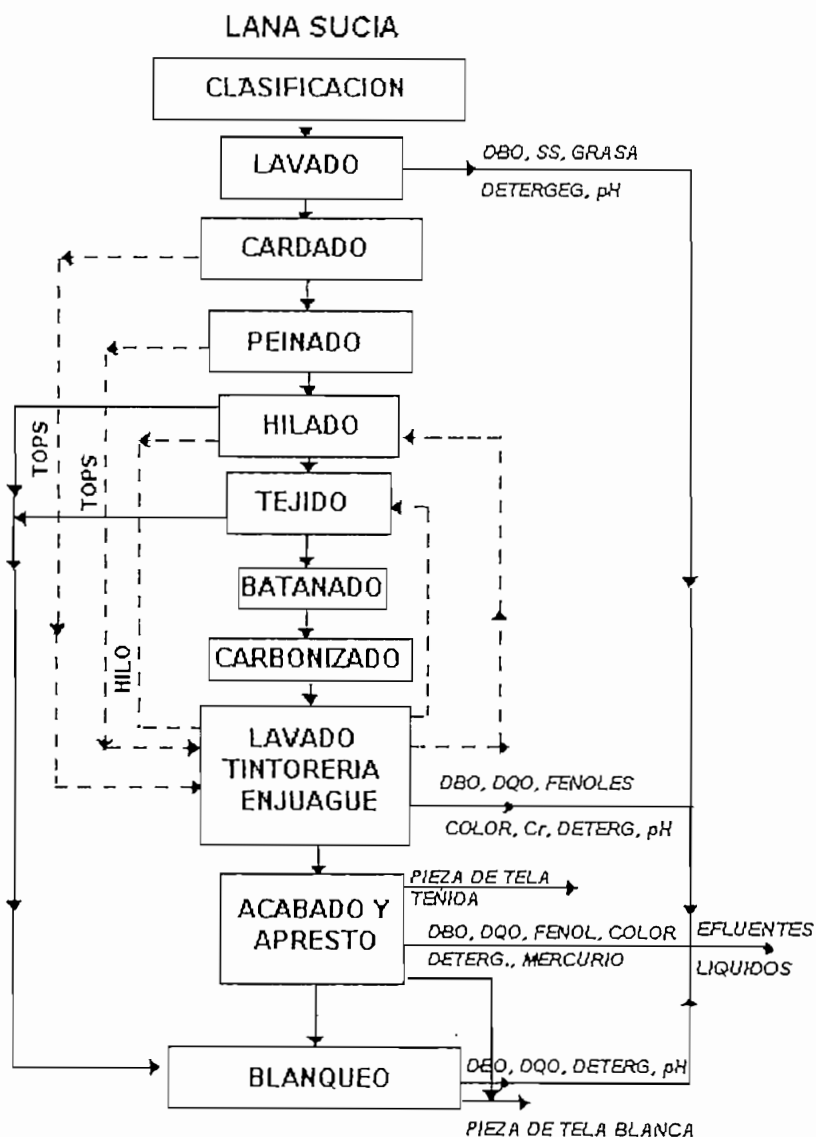 LANA SUCIA
CLASIFICACION
LAVADO
DBO, SS, GRASA
DETERGEG, pH
CARDADO
PEINADO
HILADO
TOPS
TOPS
TEJIDO
BATANADO
HILO
CARBONIZADO
LAVADO
TINTORERIA
ENJUAGUE
DBO, DQO, FENOLES
COLOR, Cr, DETERG, pH
PIEZA DE TELA
TEÑIDA
ACABADO Y
APRESTO
DBO, DQO, FENOL, COLOR
DETERG., MERCURIO
EFLUENTES
LIQUIDOS
BLANQUEO
DBO, DQO, DETERG, pH
PIEZA DE TELA BLANCA